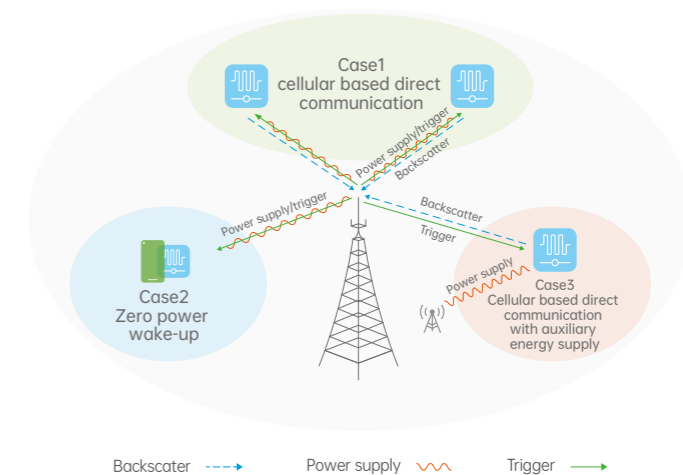 Case1
cellular based direct
communication
Power supply/trigger
Backscatter
Power supply/trigger
Backscatter
Trigger
Power supply
Case2
Zero power
wake-up
Case3
Cellular based direct
communication
with auxiliary
energy supply
Backscater
Power supply
Trigger